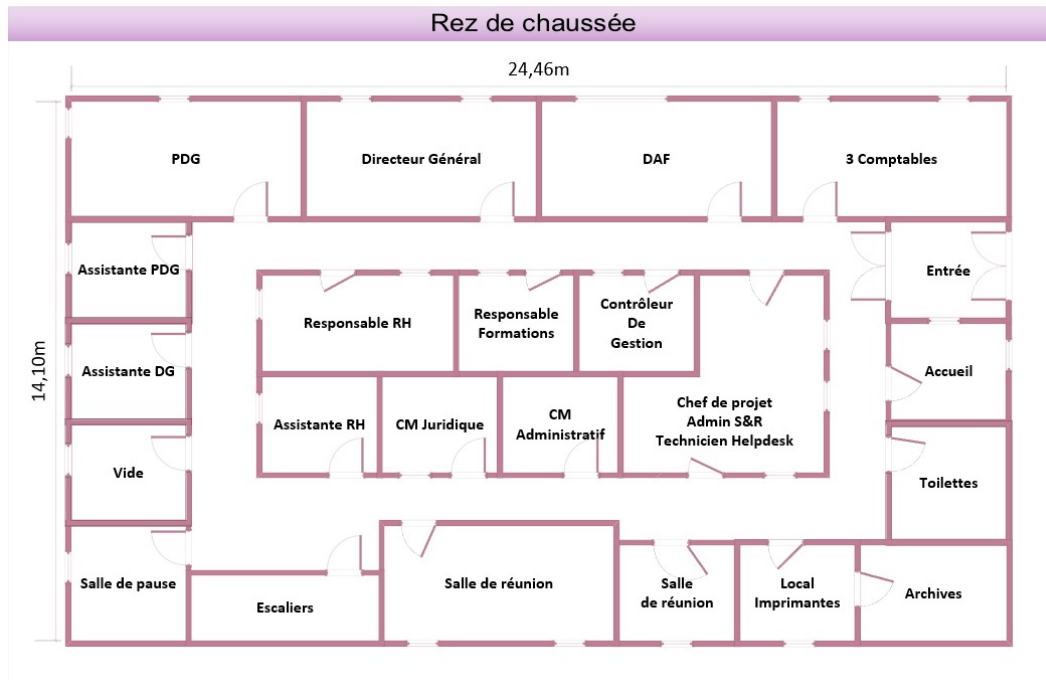 Rez de chaussée
24,46m
14,10m
PDG
Directeur Général
DAF
3 Comptables
Assistante PDG
Entrée
Responsable RH
Responsable
Formations
Contrôleur
De
Gestion
Assistante DG
Accueil
Chef de projet
Admin S&R
Technicien Helpdesk
Assistante RH
CM Juridique
CM
Administratif
Vide
Toilettes
Salle de pause
Escaliers
Salle de réunion
Salle
de réunion
Local
Imprimantes
Archives